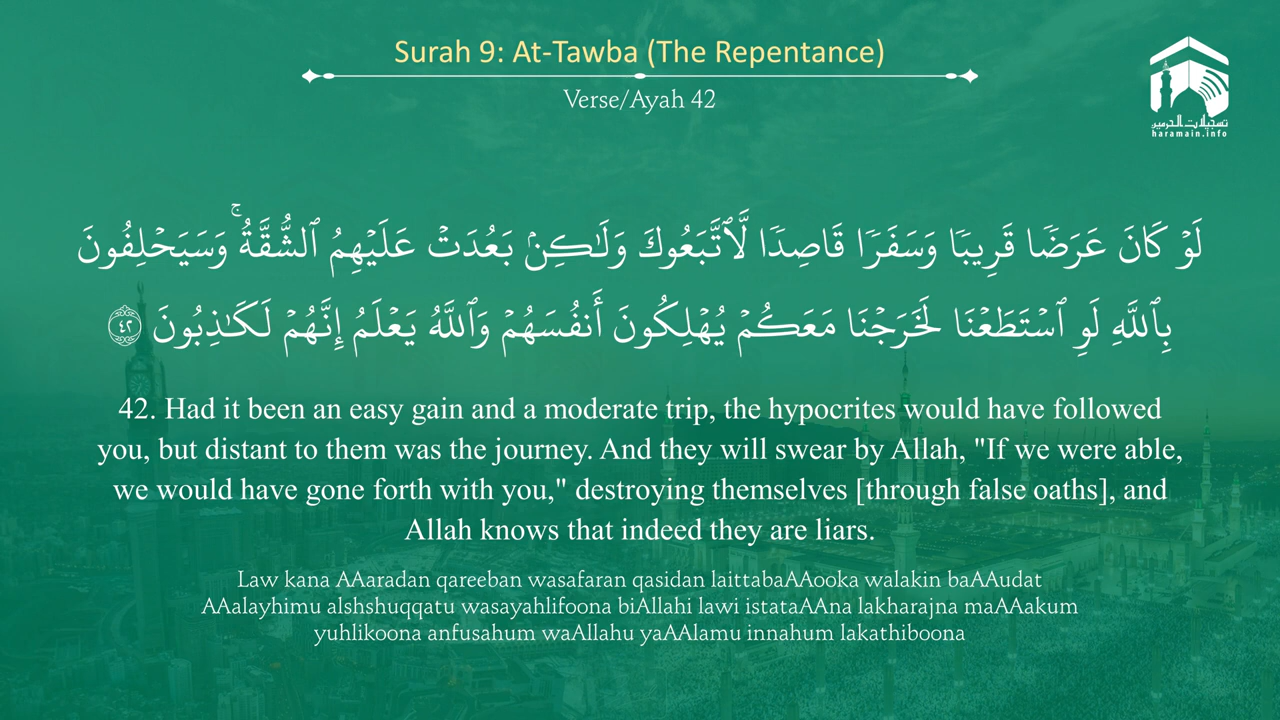 Surah 9: At-Tawba (The Repentance)
Verse/Ayah 42
تسجيلات الحرمين
haramain.info
لَوۡ كَانَ عَرَضٗا قَرِيبٗا وَسَفَرٗا قَاصِدٗا لَّٱتَّبَعُوكَ وَلَٰكِنۢ بَعُدَتۡ عَلَيۡهِمُ ٱلشُّقَّةُۚ وَسَيَحۡلِفُونَ
بِٱللَّهِ لَوِ ٱسۡتَطَعۡنَا لَخَرَجۡنَا مَعَكُمۡ يُهۡلِكُونَ أَنفُسَهُمۡ وَٱللَّهُ يَعۡلَمُ إِنَّهُمۡ لَكَٰذِبُونَ ٤٢
42. Had it been an easy gain and a moderate trip, the hypocrites would have followed
you, but distant to them was the journey. And they will swear by Allah, "If we were able,
we would have gone forth with you," destroying themselves [through false oaths], and
Allah knows that indeed they are liars.
Law kana AAaradan qareeban wasafaran qasidan laittabaAAooka walakin baAAudat
AAalayhimu alshshuqqatu wasayahlifoona biAllahi lawi istataAAna lakharajna maAAakum
yuhlikoona anfusahum waAllahu yaAAlamu innahum lakathiboona